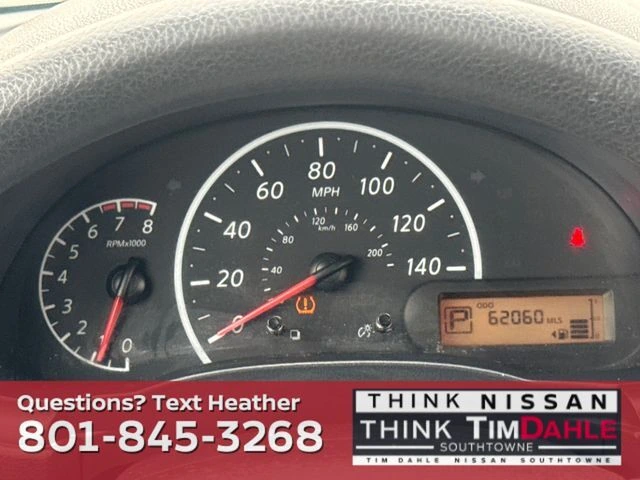 80
60 MPH 100
40 120 160 120
80 km/h 200
20 40 140
0
6 7 8
5 RPMx1000
4
3
2
1 0
ODO
P 62060 MLS
1
0
Questions? Text Heather
801-845-3268
THINK NISSAN
THINK TIMDAHLE
SOUTHTOWNE
TIM DAHLE NISSAN SOUTHTOWNE